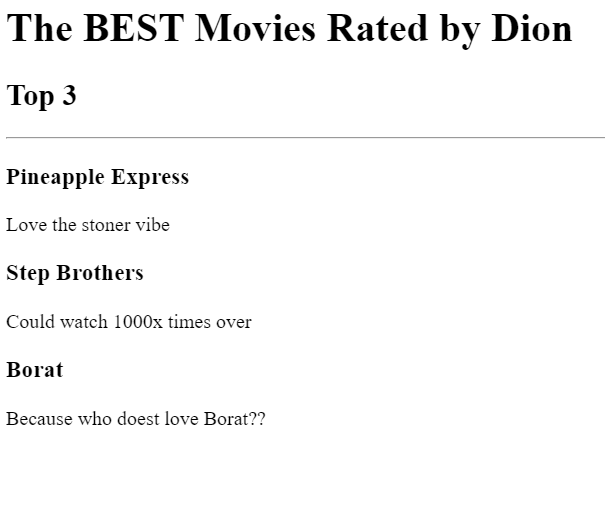 The BEST Movies Rated by Dion
Top 3
Pineapple Express
Love the stoner vibe
Step Brothers
Could watch 1000x times over
Borat
Because who doest love Borat??